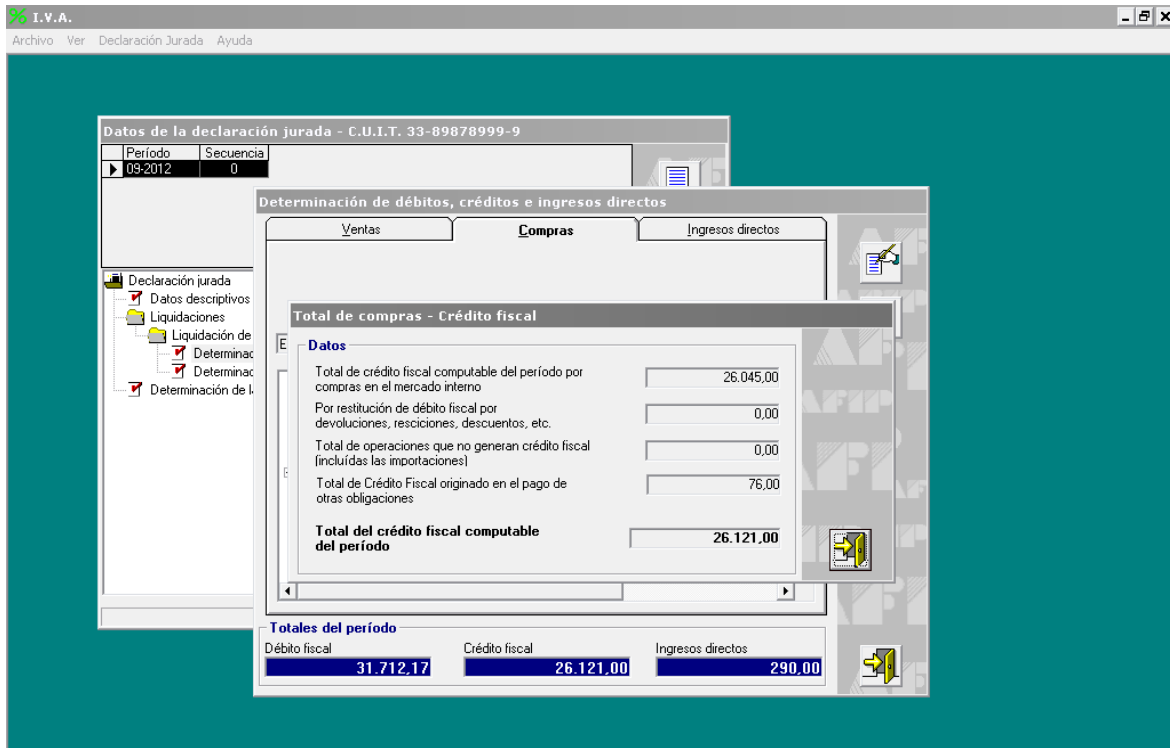 I.V.A.
Archivo Ver Declaración Jurada Ayuda
Datos de la declaración jurada - C.U.I.T. 33-89878999-9
Período Secuencia
09-2012 0
Determinación de débitos, créditos e ingresos directos
Ventas Compras Ingresos directos
Declaración jurada
Datos descriptivos
Liquidaciones
Liquidación de
Determinac
Determinac
Determinación de l
E
Total de compras - Crédito fiscal
Datos
Total de crédito fiscal computable del período por
compras en el mercado interno
26.045,00
Por restitución de débito fiscal por
devoluciones, resciciones, descuentos, etc.
0,00
Total de operaciones que no generan crédito fiscal
(incluídas las importaciones)
0,00
Total de Crédito Fiscal originado en el pago de
otras obligaciones
76,00
Total del crédito fiscal computable
del período
26.121,00
AFIP
Totales del período
Débito fiscal Crédito fiscal Ingresos directos
31.712,17 26.121,00 290,00